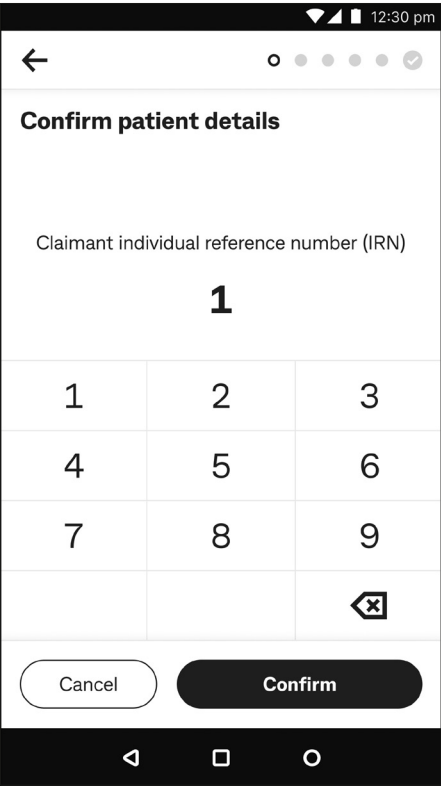 12:30 pm
Confirm patient details
Claimant individual reference number (IRN)
1
1 2 3
4 5 6
7 8 9
Cancel Confirm